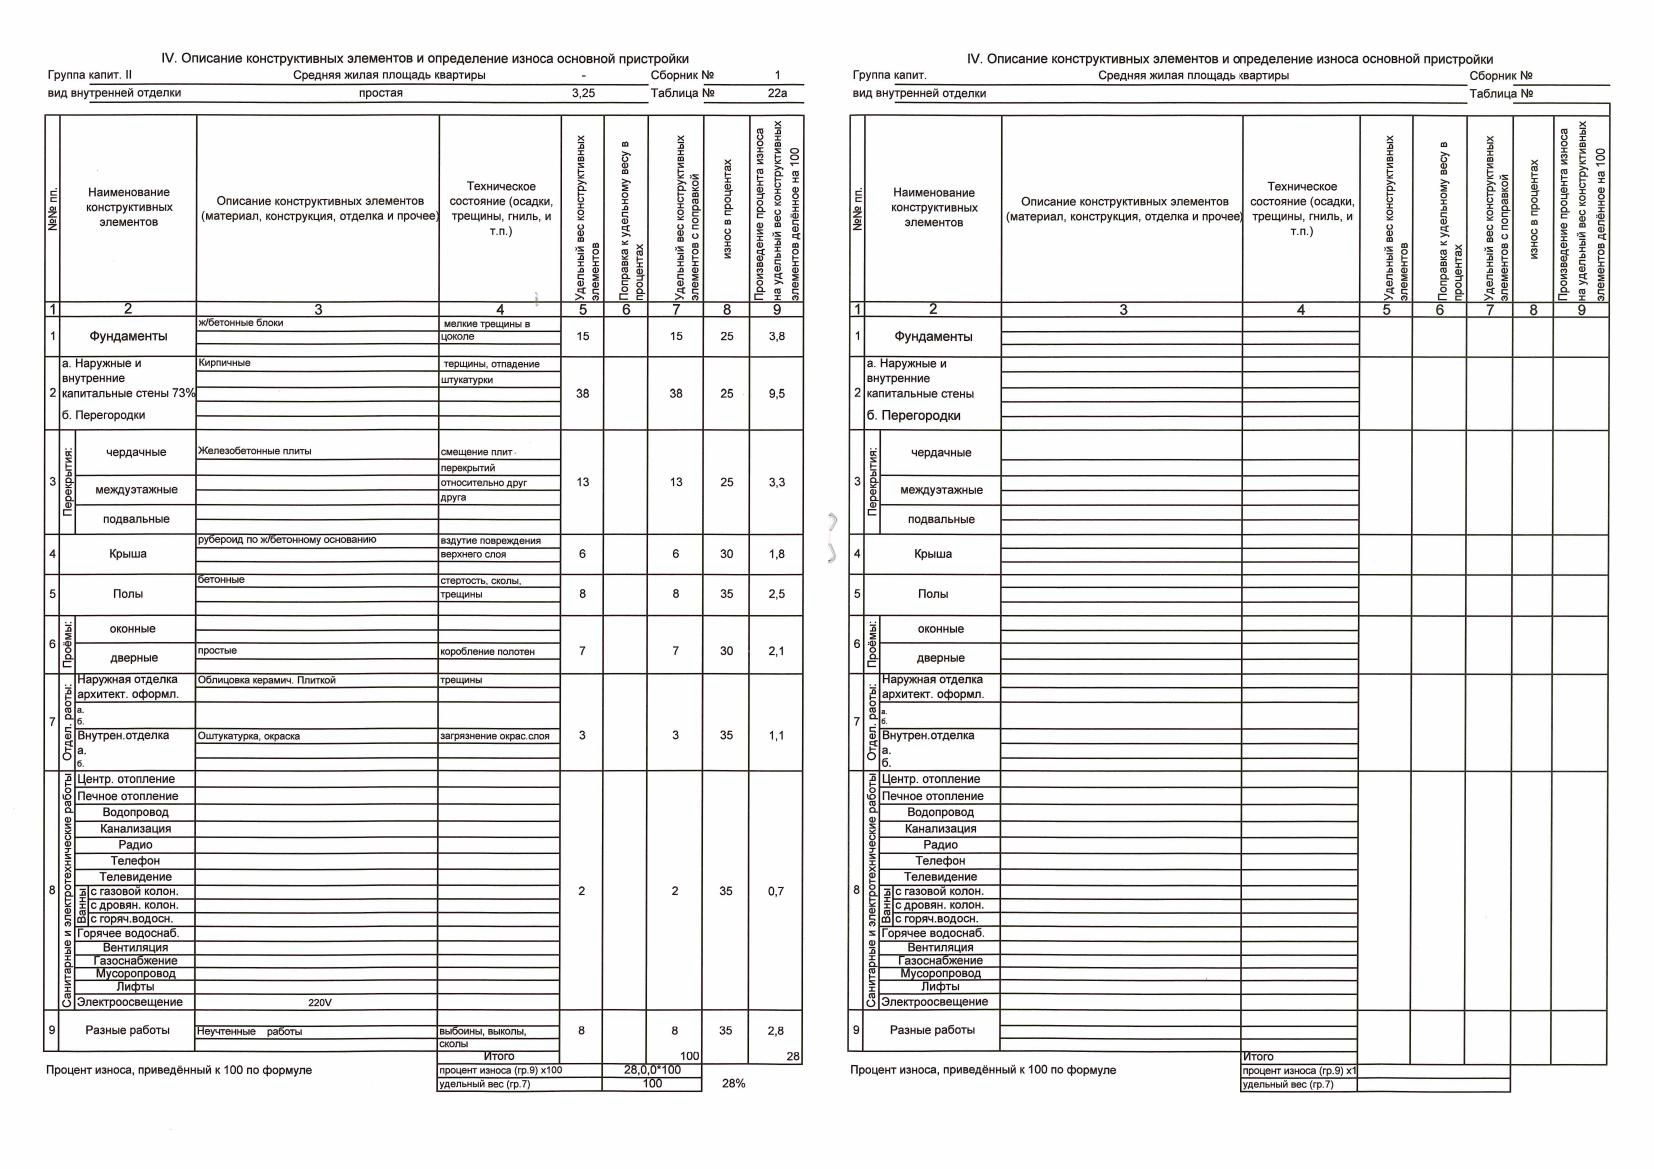 IV. Описание конструктивных элементов и определение износа основной пристройки
Группа капит. II Средняя жилая площадь квартиры - Сборник № 1
вид внутренней отделки простая 3,25 Таблица № 22а
№№ пп.
Наименование конструктивных элементов
Описание конструктивных элементов (материал, конструкция, отделка и прочее)
Техническое состояние (осадки, трещины, гниль, и т.п.)
Удельный вес конструктивных элементов
Поправка к удельному весу в процентах
Удельный вес конструктивных элементов с поправкой
износ в процентах
Произведение процента износа на удельный вес конструктивных элементов делённое на 100
1 2 3 4 5 6 7 8 9
ж/бетонные блоки мелкие трещины в
1 Фундаменты цоколе 15 15 25 3,8
а. Наружные и Кирпичные терщины, отпадение
внутренние штукатурки
2 капитальные стены 73% 38 38 25 9,5
б. Перегородки
Перекрытия:
чердачные Железобетонные плиты смещение плит
перекрытий
3 относительно друг 13 13 25 3,3
междуэтажные
друга
подвальные
рубероид по ж/бетонному основанию вздутие повреждения
4 Крыша верхнего слоя 6 6 30 1,8
бетонные стертость, сколы,
5 Полы трещины 8 8 35 2,5
Проёмы:
оконные
6 7 7 30 2,1
дверные простые коробление полотен
Отдел. раоты:
Наружная отделка Облицовка керамич. Плиткой трещины
архитект. оформл.
а.
7 б.
Внутрен.отделка Оштукатурка, окраска загрязнение окрас.слоя 3 3 35 1,1
а.
б.
Санитарные и электротехнические работы
Центр. отопление
Печное отопление
Водопровод
Канализация
Радио
Телефон
Телевидение
Ванны
8 с газовой колон. 2 2 35 0,7
с дровян. колон.
с горяч.водосн.
Горячее водоснаб.
Вентиляция
Газоснабжение
Мусоропровод
Лифты
Электроосвещение 220V
9 Разные работы Неучтенные работы выбоины, выколы, 8 8 35 2,8
сколы
Итого 100 28
Процент износа, приведённый к 100 по формуле процент износа (гр.9) х100 28,0,0*100
удельный вес (гр.7) 100 28%
IV. Описание конструктивных элементов и определение износа основной пристройки
Группа капит. Средняя жилая площадь квартиры Сборник №
вид внутренней отделки Таблица №
№№ пп.
Наименование конструктивных элементов
Описание конструктивных элементов (материал, конструкция, отделка и прочее)
Техническое состояние (осадки, трещины, гниль, и т.п.)
Удельный вес конструктивных элементов
Поправка к удельному весу в процентах
Удельный вес конструктивных элементов с поправкой
износ в процентах
Произведение процента износа на удельный вес конструктивных элементов делённое на 100
1 2 3 4 5 6 7 8 9
1 Фундаменты
а. Наружные и
внутренние
2 капитальные стены
б. Перегородки
Перекрытия:
чердачные
3 междуэтажные
подвальные
4 Крыша
5 Полы
Проёмы:
оконные
6 дверные
Отдел. раоты:
Наружная отделка
архитект. оформл.
а.
7 б.
Внутрен.отделка
а.
б.
Санитарные и электротехнические работы
Центр. отопление
Печное отопление
Водопровод
Канализация
Радио
Телефон
Телевидение
Ванны
8 с газовой колон.
с дровян. колон.
с горяч.водосн.
Горячее водоснаб.
Вентиляция
Газоснабжение
Мусоропровод
Лифты
Электроосвещение
9 Разные работы
Итого
Процент износа, приведённый к 100 по формуле процент износа (гр.9) х1
удельный вес (гр.7)